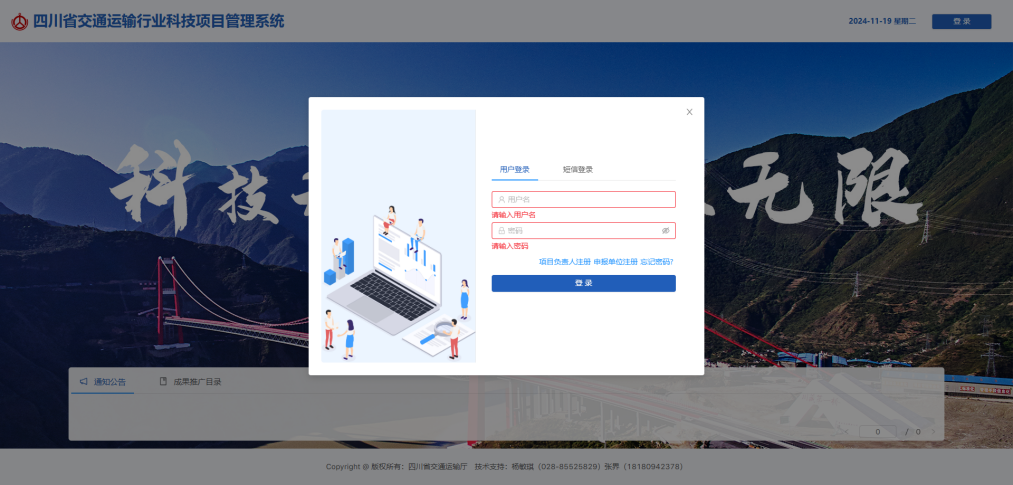 四川省交通运输行业科技项目管理系统
2024-11-19 星期二
登 录
科技
无限
用户登录
短信登录
用户名
请输入用户名
密码
请输入密码
项目负责人注册 申报单位注册 忘记密码?
登 录
通知公告
成果推广目录
0 / 0
Copyright @ 版权所有：四川省交通运输厅 技术支持：杨敏琪（028-85525829）张界（18180942378）